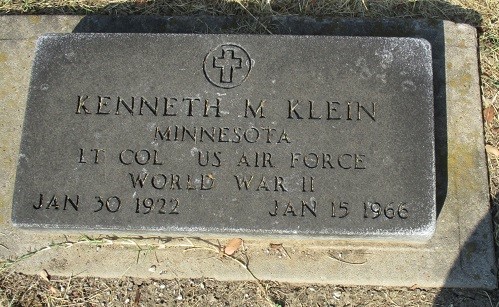 KENNETH M KLEIN
MINNESOTA
LT COL US AIR FORCE
WORLD WAR II
JAN 30 1922 JAN 15 1966